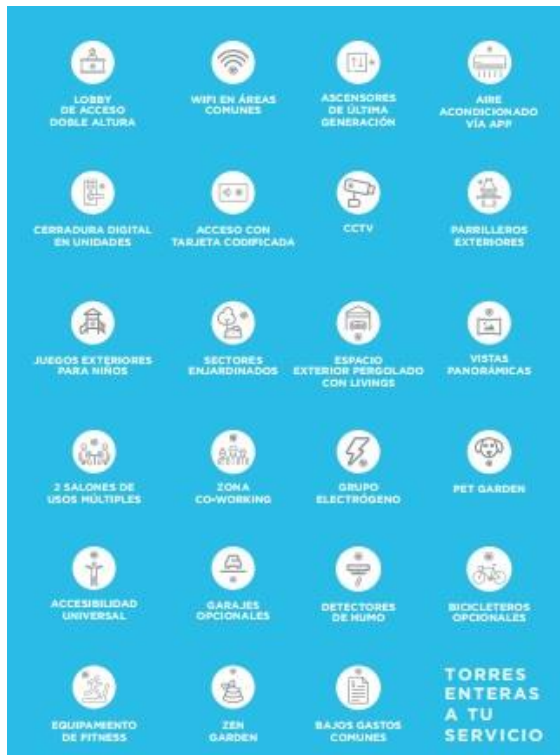 LOBBY
DE ACCESO
DOBLE ALTURA
WIFI EN ÁREAS
COMUNES
ASCENSORES
DE ÚLTIMA
GENERACIÓN
AIRE
ACONDICIONADO
VÍA APP
CERRADURA DIGITAL
EN UNIDADES
ACCESO CON
TARJETA CODIFICADA
CCTV
PARRILLEROS
EXTERIORES
JUEGOS EXTERIORES
PARA NIÑOS
SECTORES
ENJARDINADOS
ESPACIO
EXTERIOR PERGOLADO
CON LIVINGS
VISTAS
PANORÁMICAS
2 SALONES DE
USOS MÚLTIPLES
ZONA
CO-WORKING
GRUPO
ELECTRÓGENO
PET GARDEN
ACCESIBILIDAD
UNIVERSAL
GARAJES
OPCIONALES
DETECTORES
DE HUMO
BICICLETEROS
OPCIONALES
EQUIPAMIENTO
DE FITNESS
ZEN
GARDEN
BAJOS GASTOS
COMUNES
TORRES
ENTERAS
A TU
SERVICIO